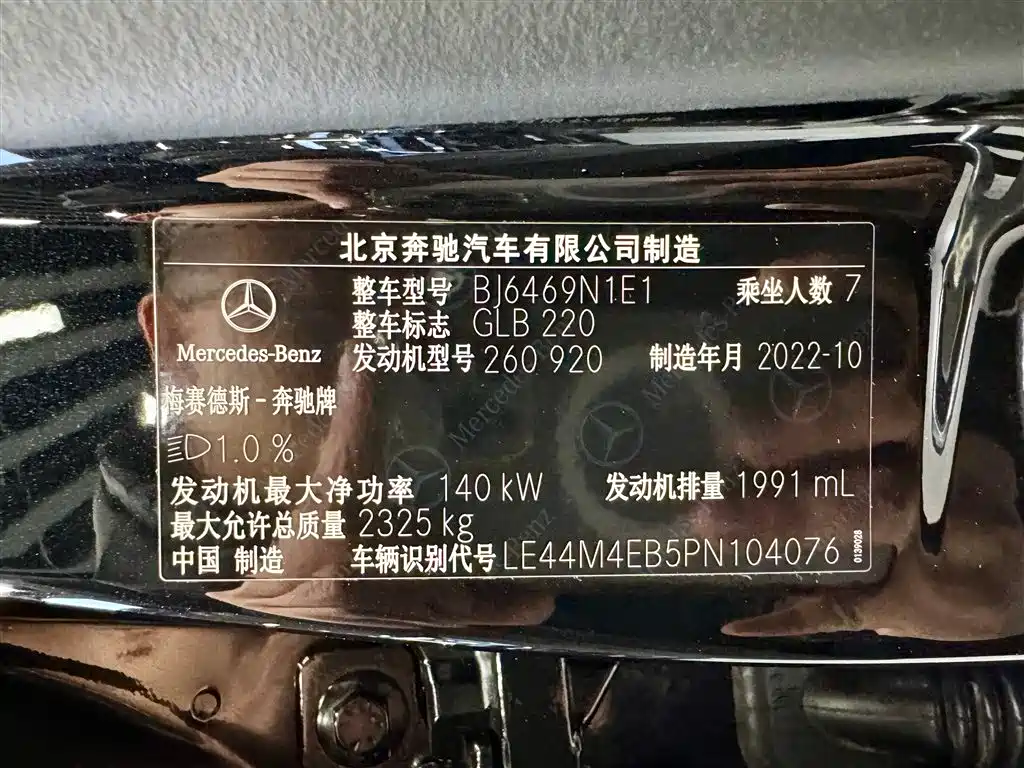 北京奔驰汽车有限公司制造
整车型号 BJ6469N1E1 乘坐人数 7
整车标志 GLB 220
Mercedes-Benz 发动机型号 260 920 制造年月 2022-10
梅赛德斯-奔驰牌
1.0 %
发动机最大净功率 140 kW 发动机排量 1991 mL
最大允许总质量 2325 kg
中国 制造 车辆识别代号 LE44M4EB5PN104076
0139028